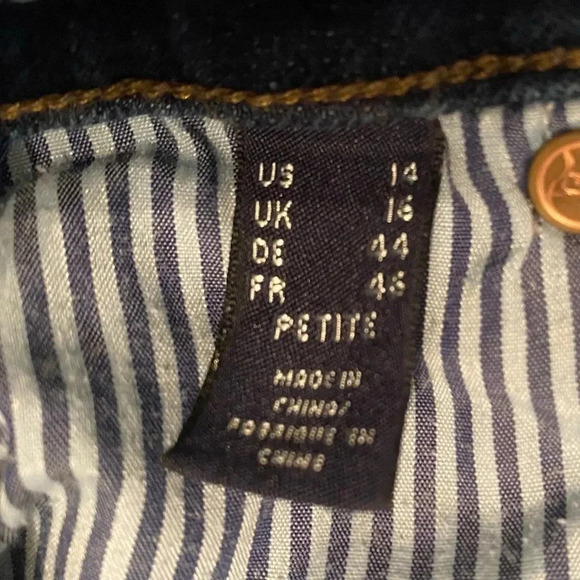 US 14
UK 16
DE 44
FR 46
PETITE
MADE IN
CHINA/
FABRIQUE EN
CHINE